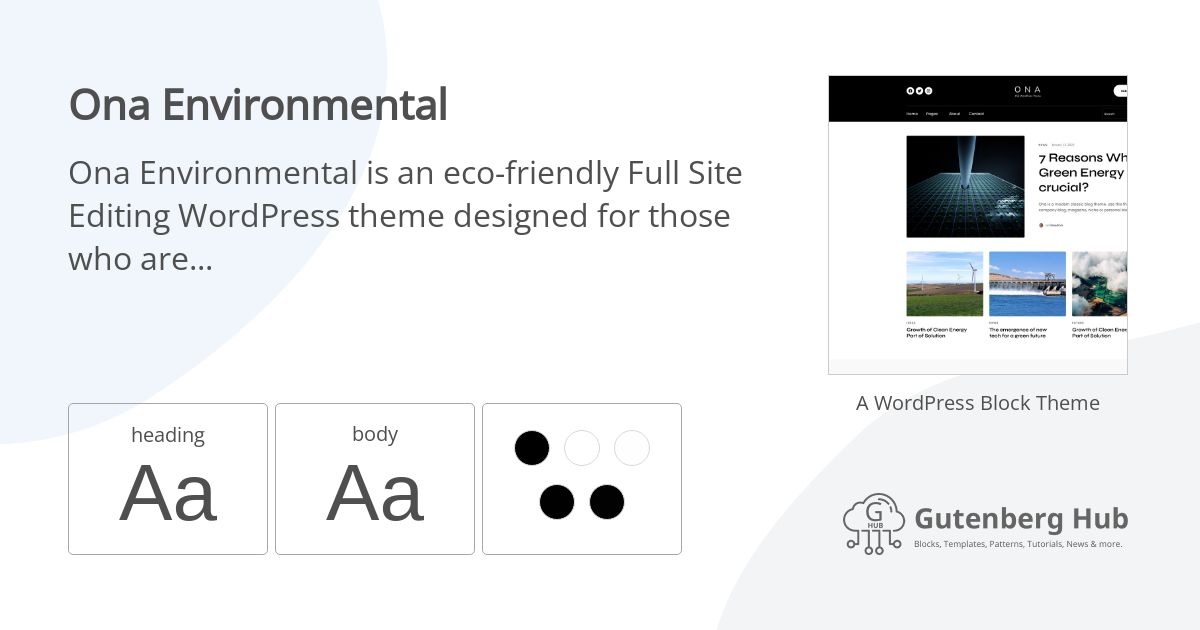 Ona Environmental
Ona Environmental is an eco-friendly Full Site
Editing WordPress theme designed for those
who are...
heading
Aa
body
Aa
ONA
Home Pages About Contact
7 Reasons Wh
Green Energy
crucial?
Growth of Clean Energy
Part of Solution
The emergence of new
tech for a green future
Growth of Clean Ener
Part of Solution
A WordPress Block Theme
G
HUB
Gutenberg Hub
Blocks, Templates, Patterns, Tutorials, News & more.